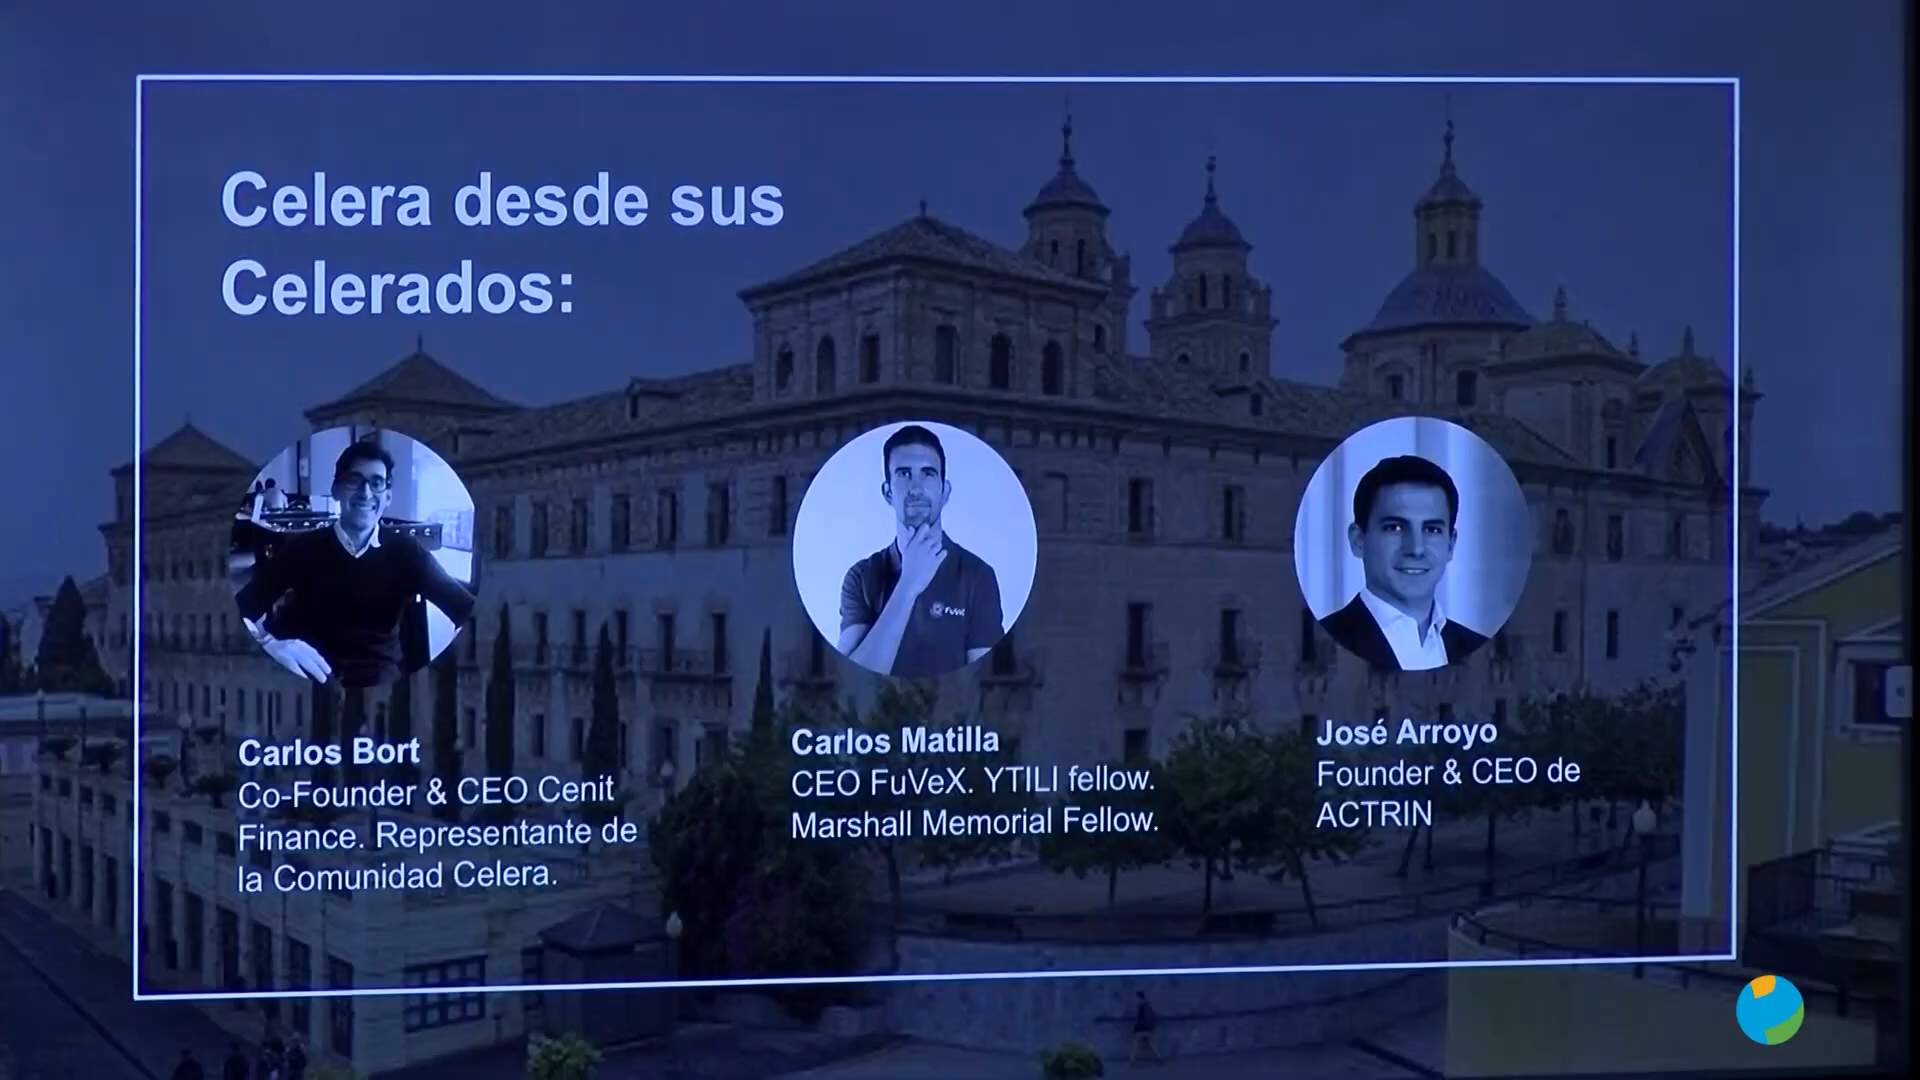 Celera desde sus
Celerados:
Carlos Bort
Co-Founder & CEO Cenit
Finance. Representante de
la Comunidad Celera.
Carlos Matilla
CEO FuVeX. YTILI fellow.
Marshall Memorial Fellow.
José Arroyo
Founder & CEO de
ACTRIN